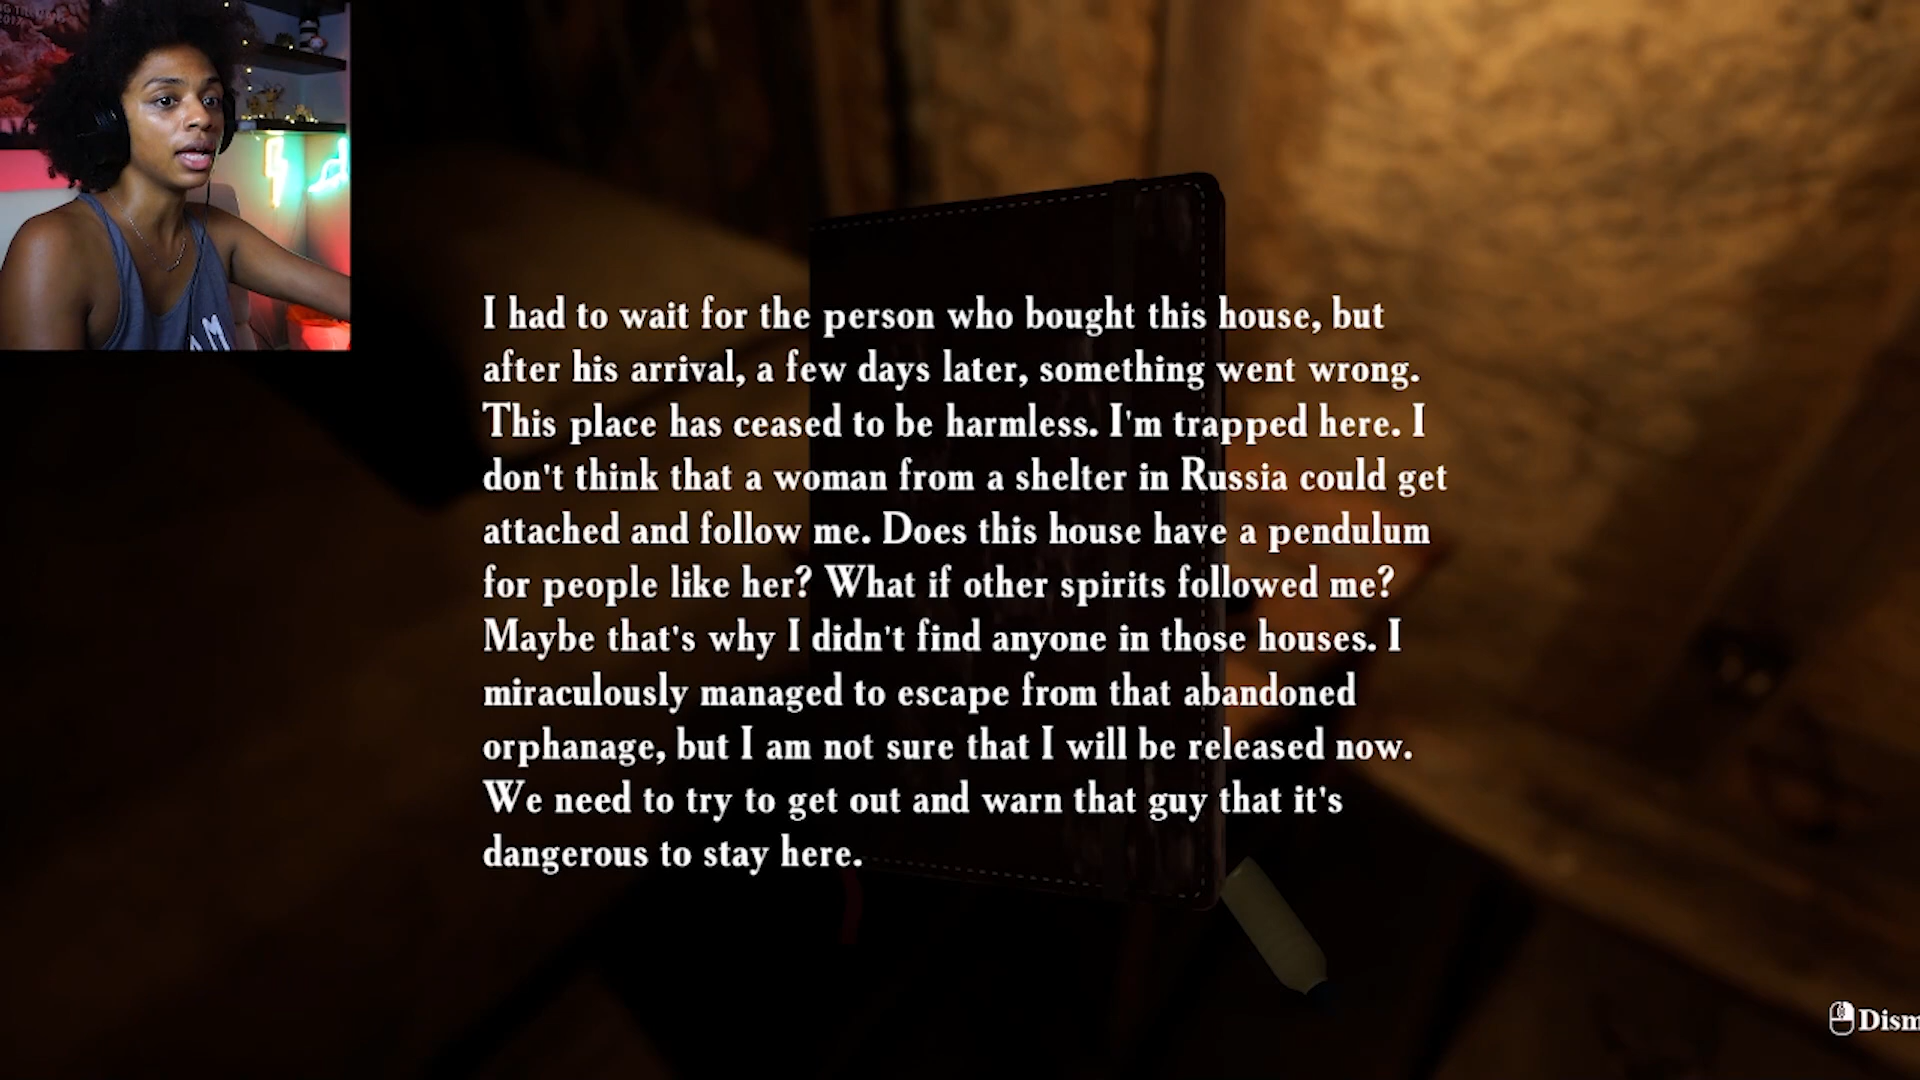 I had to wait for the person who bought this house, but
after his arrival, a few days later, something went wrong.
This place has ceased to be harmless. I'm trapped here. I
don't think that a woman from a shelter in Russia could get
attached and follow me. Does this house have a pendulum
for people like her? What if other spirits followed me?
Maybe that's why I didn't find anyone in those houses. I
miraculously managed to escape from that abandoned
orphanage, but I am not sure that I will be released now.
We need to try to get out and warn that guy that it's
dangerous to stay here.
Dism